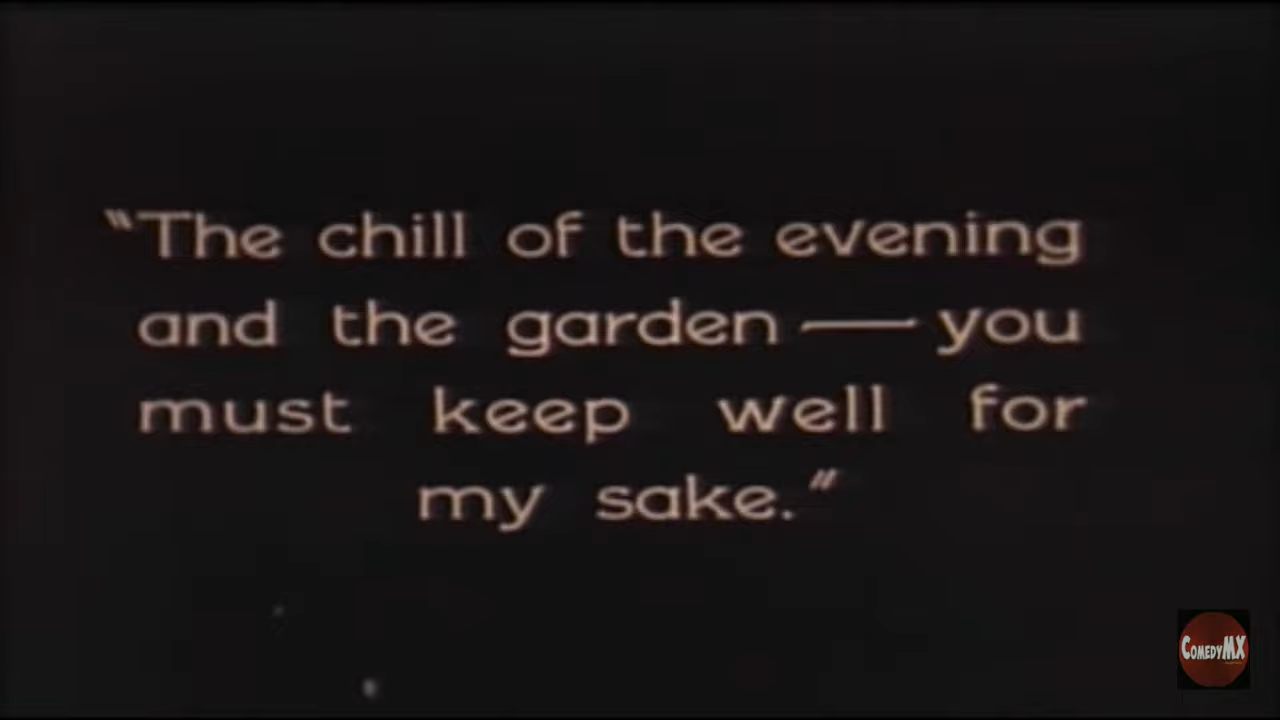 "The chill of the evening
and the garden — you
must keep well for
my sake."
COMEDYMX